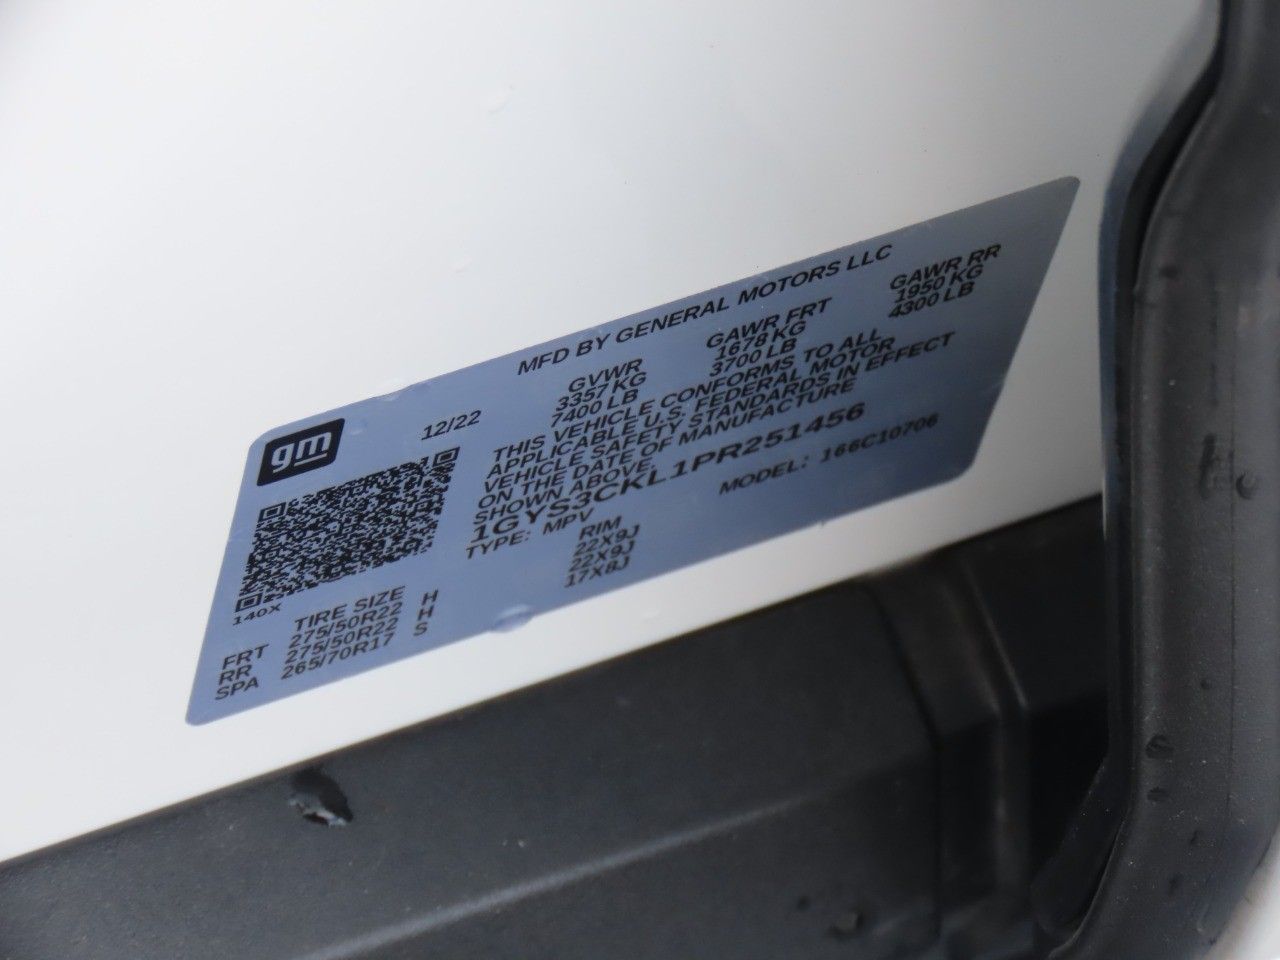 MFD BY GENERAL MOTORS LLC
gm
12/22
GVWR GAWR FRT GAWR RR
3357 KG 1678 KG 1950 KG
7400 LB 3700 LB 4300 LB
THIS VEHICLE CONFORMS TO ALL
APPLICABLE U.S. FEDERAL MOTOR
VEHICLE SAFETY STANDARDS IN EFFECT
ON THE DATE OF MANUFACTURE
SHOWN ABOVE.
1GYS3CKL1PR251456
TYPE: MPV MODEL: 166C10706
140X
TIRE SIZE RIM
FRT 275/50R22 H 22X9J
RR 275/50R22 H 22X9J
SPA 265/70R17 S 17X8J